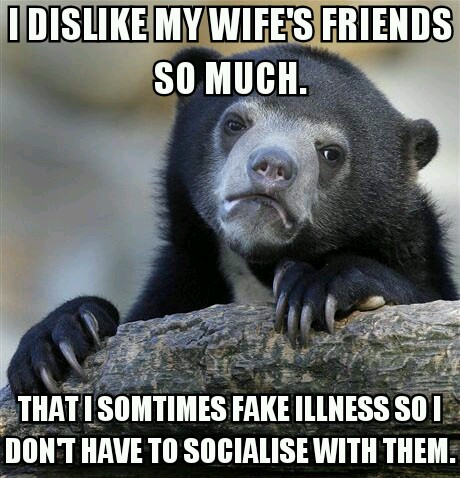 I DISLIKE MY WIFE'S FRIENDS
SO MUCH.
THAT I SOMTIMES FAKE ILLNESS SO I
DON'T HAVE TO SOCIALISE WITH THEM.